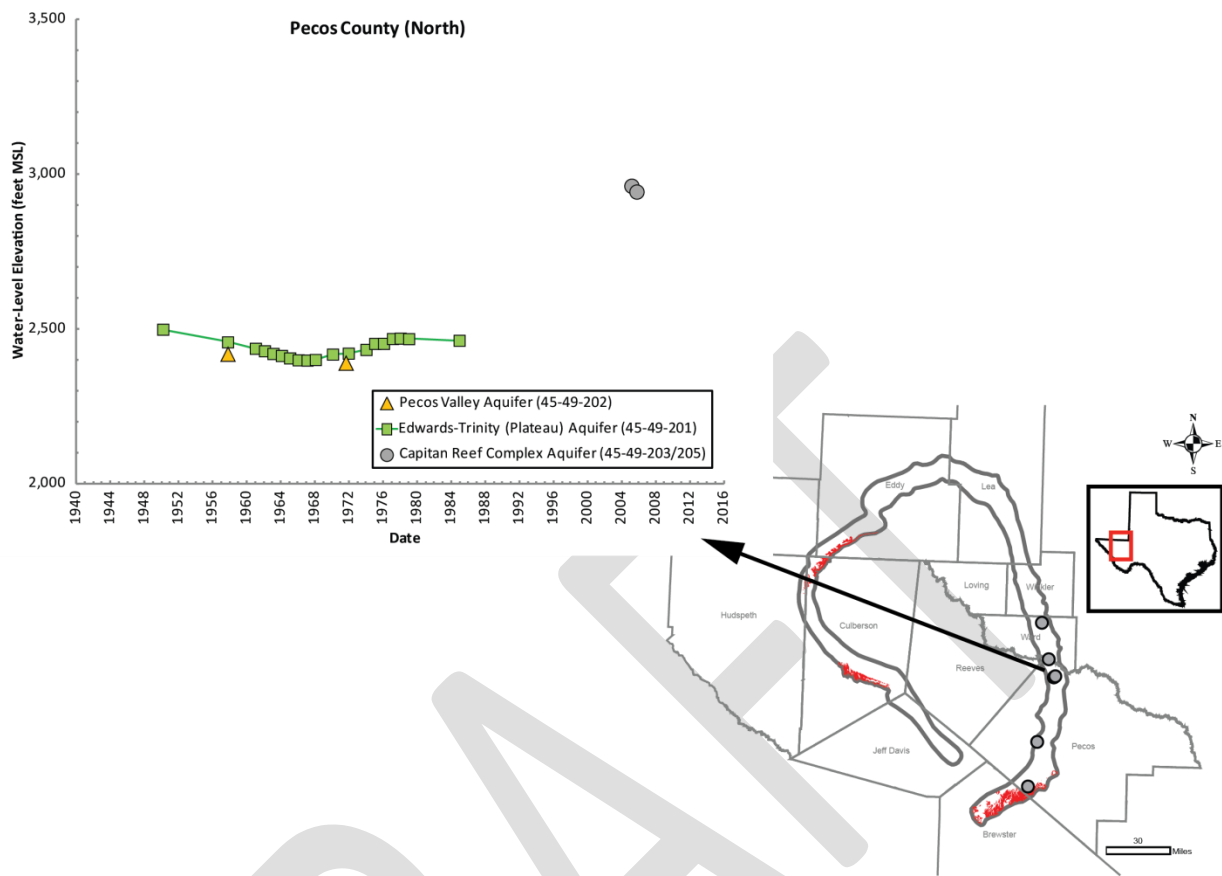 Pecos County (North)
3,500
3,000
2,500
2,000
Water-Level Elevation (feet MSL)
1940 1944 1948 1952 1956 1960 1964 1968 1972 1976 1980 1984 1988 1992 1996 2000 2004 2008 2012 2016
Date
Pecos Valley Aquifer (45-49-202)
Edwards-Trinity (Plateau) Aquifer (45-49-201)
Capitan Reef Complex Aquifer (45-49-203/205)
N
W E
S
Eddy
Lea
Loving
Winkler
Hudspeth
Culberson
Ward
Reeves
Jeff Davis
Pecos
Brewster
30
Miles
DRAFT